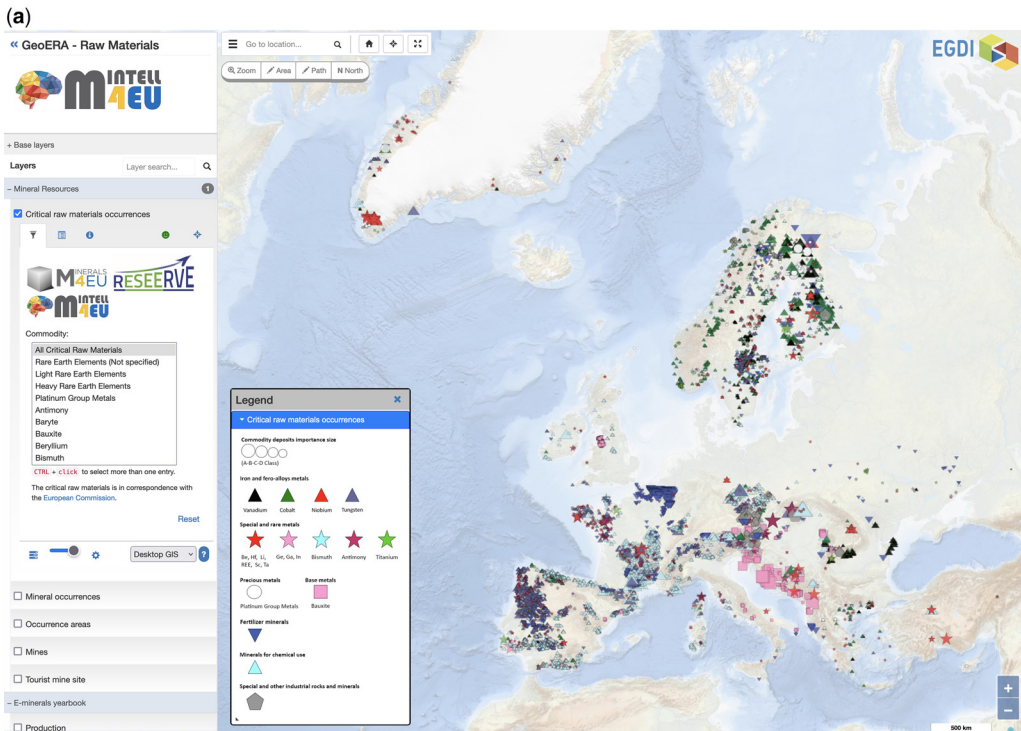 (a)
« GeoERA - Raw Materials
MINTELL
4EU
+ Base layers
Layers
Layer search...
– Mineral Resources
1
Critical raw materials occurrences
MINERALS
M4EU
RESEERVE
MINTELL
4EU
Commodity:
All Critical Raw Materials
Rare Earth Elements (Not specified)
Light Rare Earth Elements
Heavy Rare Earth Elements
Platinum Group Metals
Antimony
Baryte
Bauxite
Beryllium
Bismuth
CTRL + click to select more than one entry.
The critical raw materials is in correspondence with
the European Commission.
Reset
Desktop GIS
?
Mineral occurrences
Occurrence areas
Mines
Tourist mine site
– E-minerals yearbook
Production
Go to location...
Zoom
Area
Path
N North
EGDI
Legend
Critical raw materials occurrences
Commodity deposits importance size
(A-B-C-D Class)
Iron and fero-alloys metals
Vanadium Cobalt Niobium Tungsten
Special and rare metals
Be, Hf, Li, REE, Sc, Ta
Ge, Ga, In
Bismuth
Antimony
Titanium
Precious metals
Base metals
Platinum Group Metals
Bauxite
Fertilizer minerals
Minerals for chemical use
Special and other industrial rocks and minerals
+
–
500 km